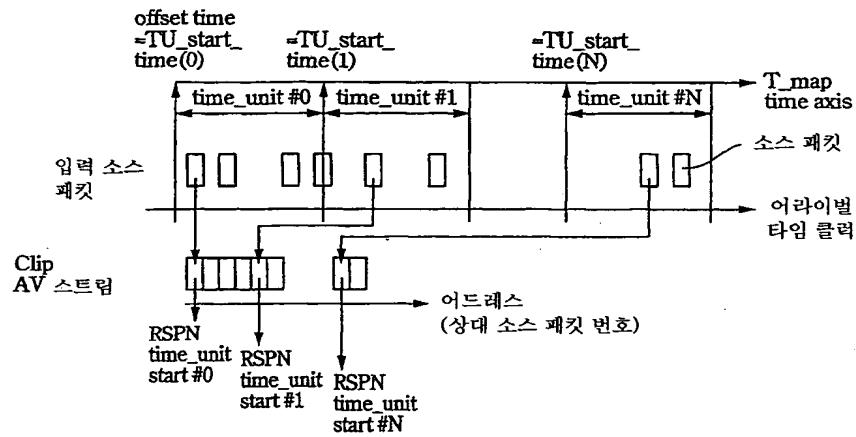 offset time
=TU_start_
time(0)
=TU_start_
time(1)
=TU_start_
time(N)
T_map
time axis
time_unit #0
time_unit #1
time_unit #N
입력 소스
패킷
소스 패킷
어라이벌
타임 클럭
Clip
AV 스트림
어드레스
(상대 소스 패킷 번호)
RSPN
time_unit
start #0
RSPN
time_unit
start #1
RSPN
time_unit
start #N